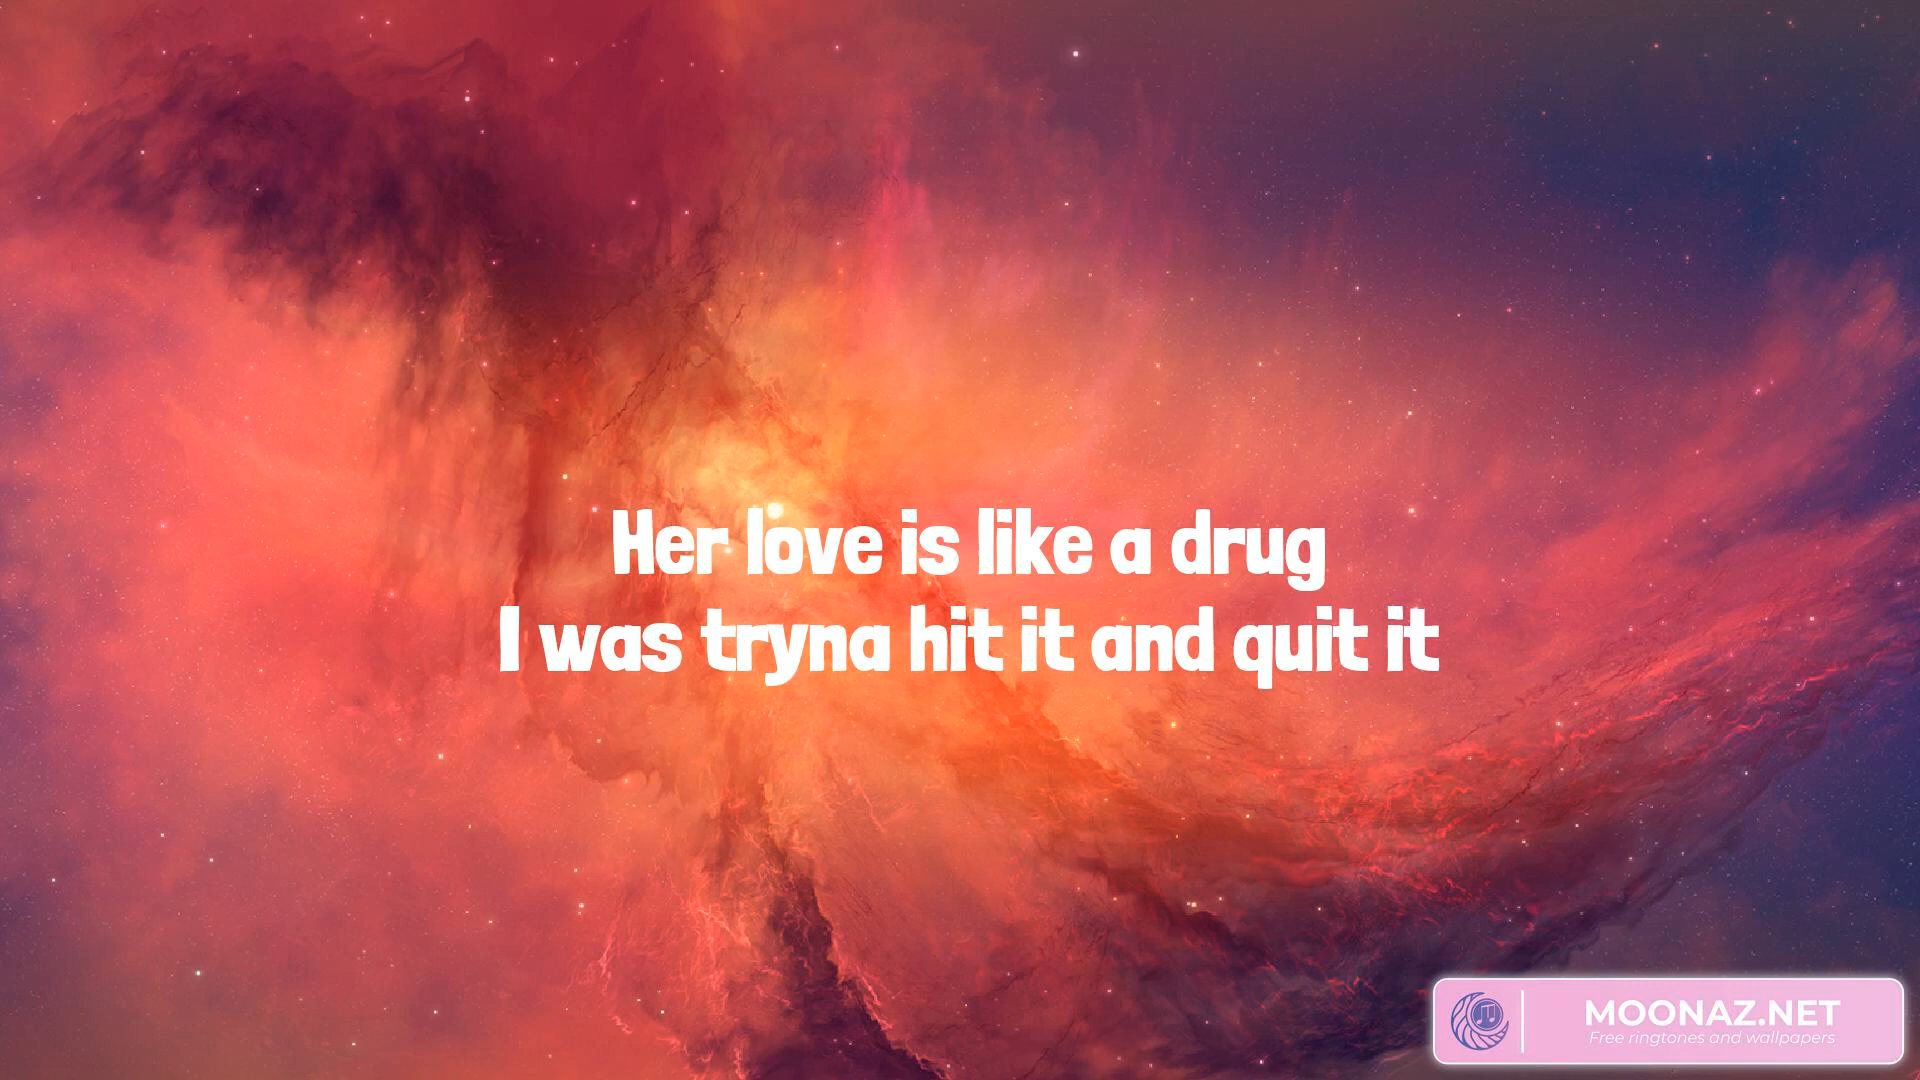 Her love is like a drug
I was tryna hit it and quit it
MOONAZ.NET
Free ringtones and wallpapers